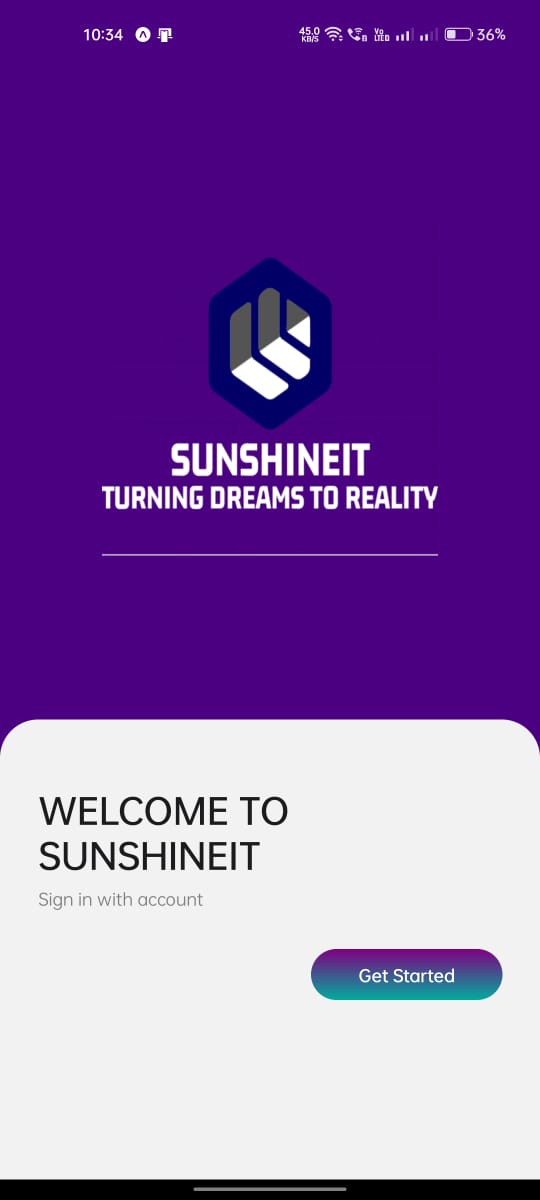 10:34
45.0
KB/S
Vo
LTE
36%
SUNSHINEIT
TURNING DREAMS TO REALITY
WELCOME TO
SUNSHINEIT
Sign in with account
Get Started